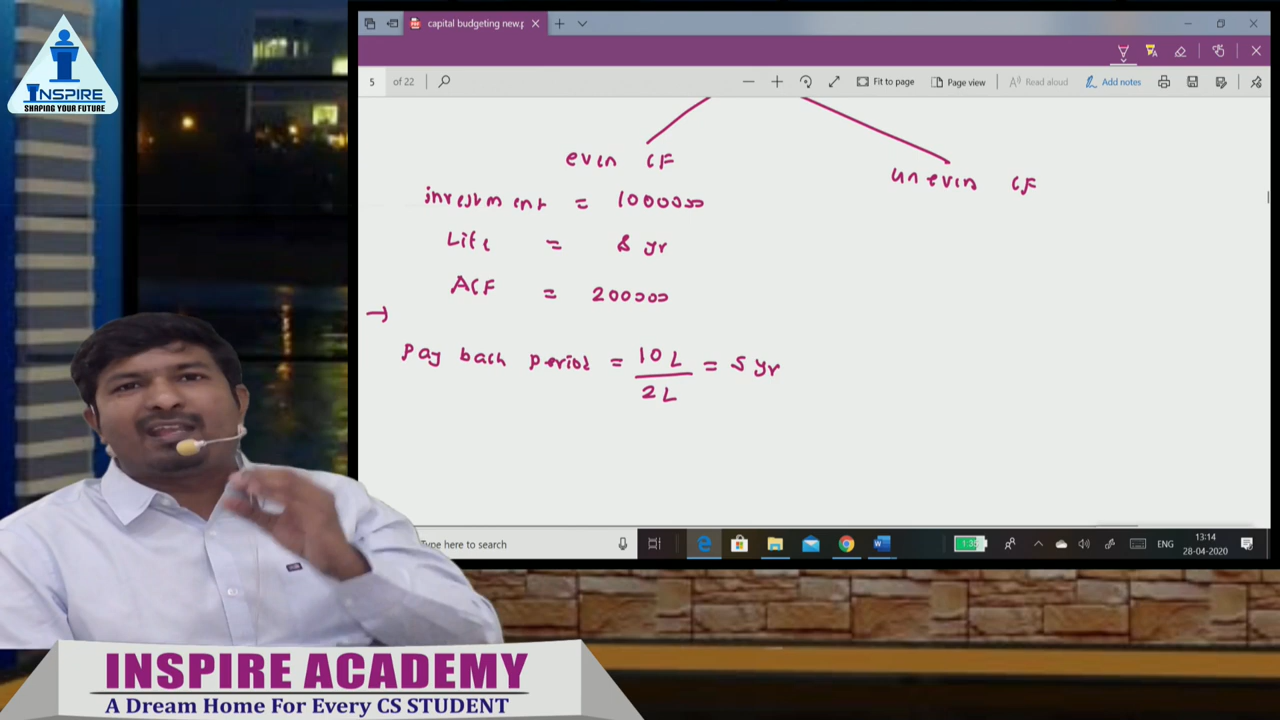 INSPIRE
SHAPING YOUR FUTURE
capital budgeting new.p
5 of 22
Fit to page
Page view
Read aloud
Add notes
even CF
uneven CF
investment = 1000000
Life = 8 yr
ACF = 200000
→
Pay back period = 10 L / 2 L = 5 yr
Type here to search
ENG
13:14
28-04-2020
INSPIRE ACADEMY
A Dream Home For Every CS STUDENT